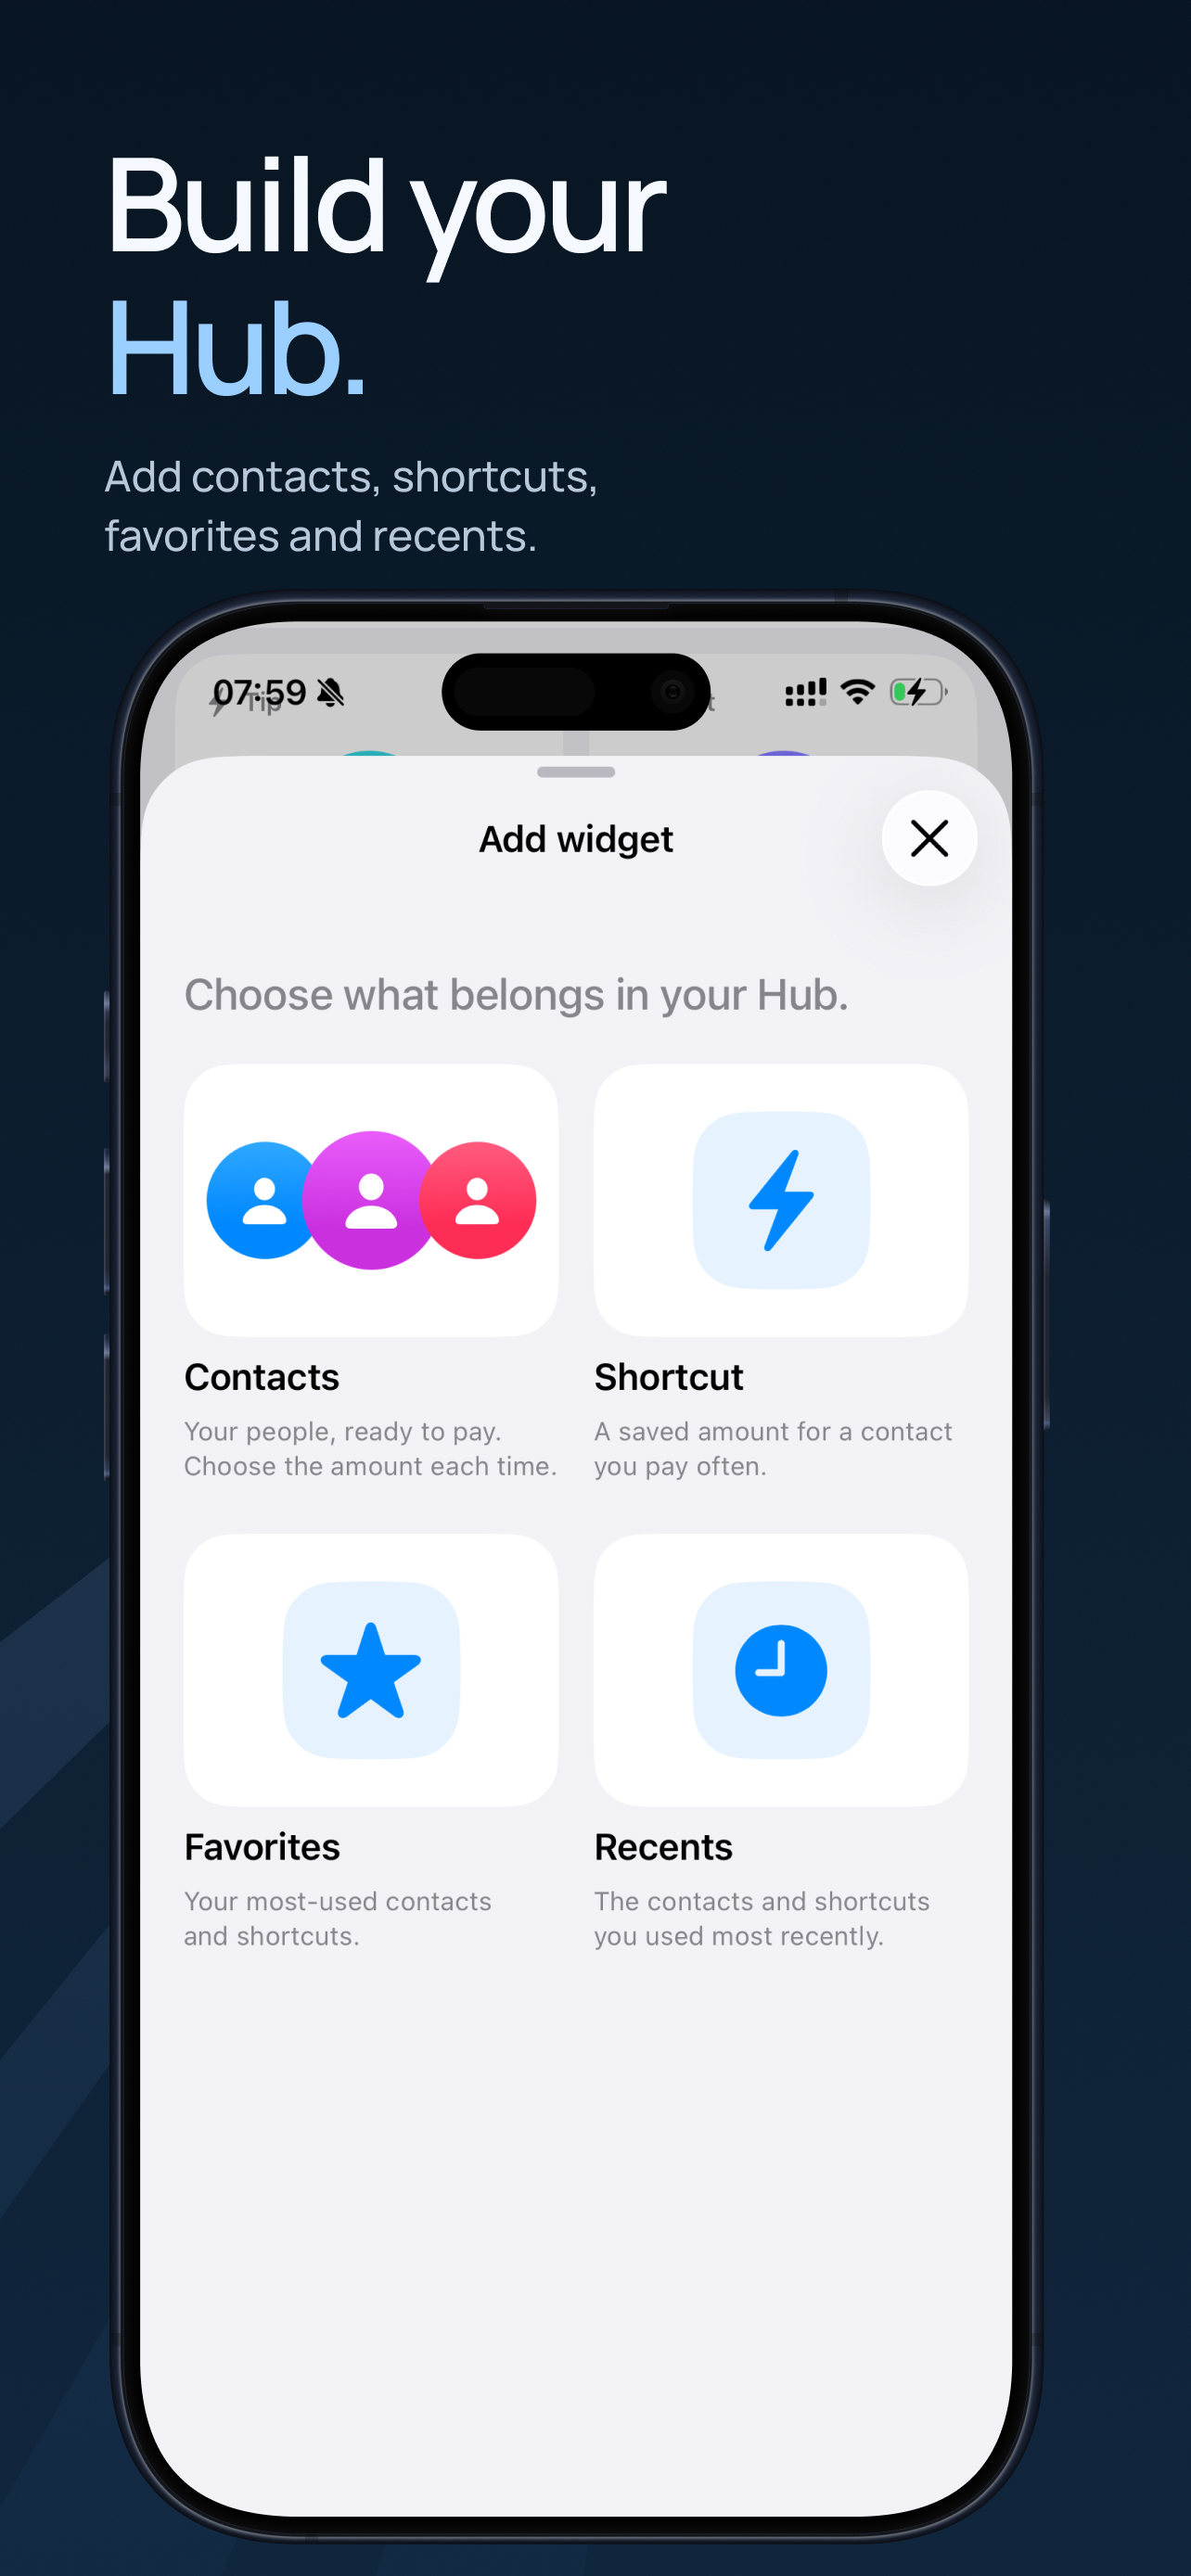 Build your
Hub.
Add contacts, shortcuts,
favorites and recents.
07:59
Tip
Add widget
Choose what belongs in your Hub.
Contacts
Shortcut
Your people, ready to pay.
Choose the amount each time.
A saved amount for a contact
you pay often.
Favorites
Recents
Your most-used contacts
and shortcuts.
The contacts and shortcuts
you used most recently.